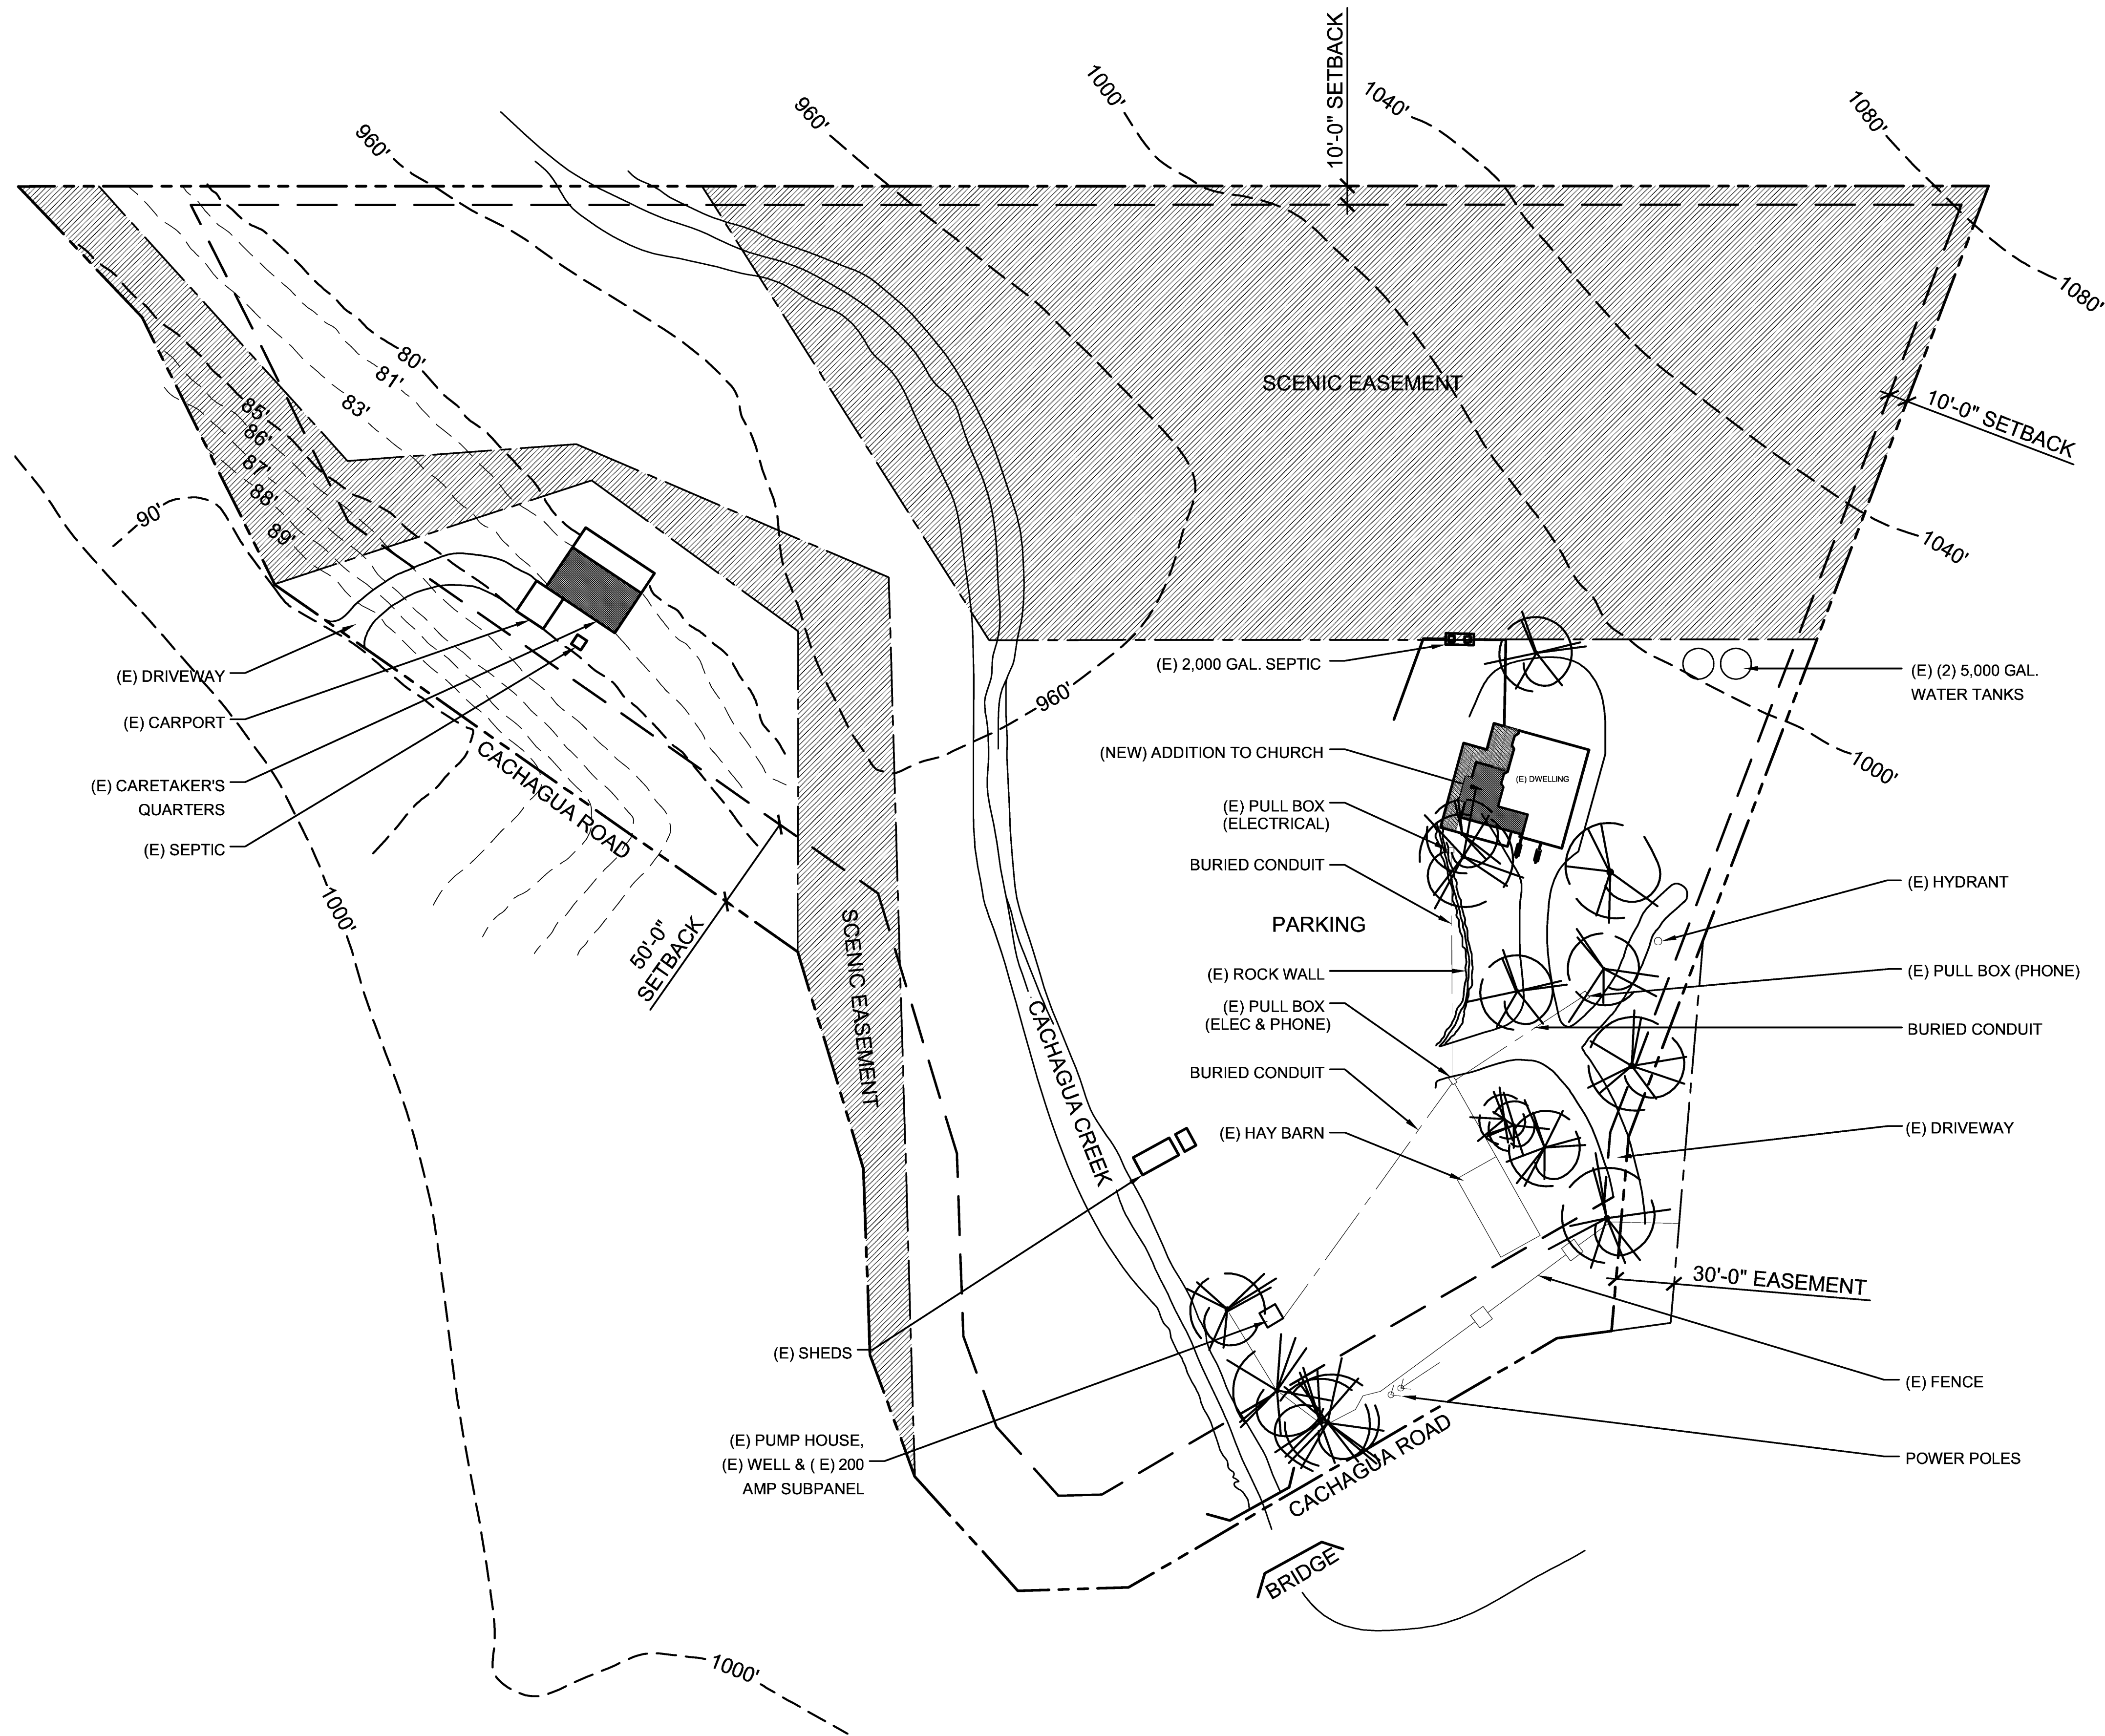 10'-0" SETBACK
960'
960'
1000'
1040'
1080'
1080'
SCENIC EASEMENT
10'-0" SETBACK
80'
81'
83'
85'
86'
87'
88'
89'
90'
1040'
(E) DRIVEWAY
(E) CARPORT
(E) CARETAKER'S
QUARTERS
(E) SEPTIC
CACHAGUA ROAD
50'-0"
SETBACK
SCENIC EASEMENT
1000'
960'
(E) 2,000 GAL. SEPTIC
(E) (2) 5,000 GAL.
WATER TANKS
(NEW) ADDITION TO CHURCH
(E) DWELLING
1000'
(E) PULL BOX
(ELECTRICAL)
BURIED CONDUIT
PARKING
(E) ROCK WALL
(E) PULL BOX
(ELEC & PHONE)
BURIED CONDUIT
(E) HAY BARN
(E) HYDRANT
(E) PULL BOX (PHONE)
BURIED CONDUIT
(E) DRIVEWAY
CACHAGUA CREEK
30'-0" EASEMENT
(E) SHEDS
(E) PUMP HOUSE,
(E) WELL & ( E) 200
AMP SUBPANEL
(E) FENCE
POWER POLES
CACHAGUA ROAD
BRIDGE
1000'